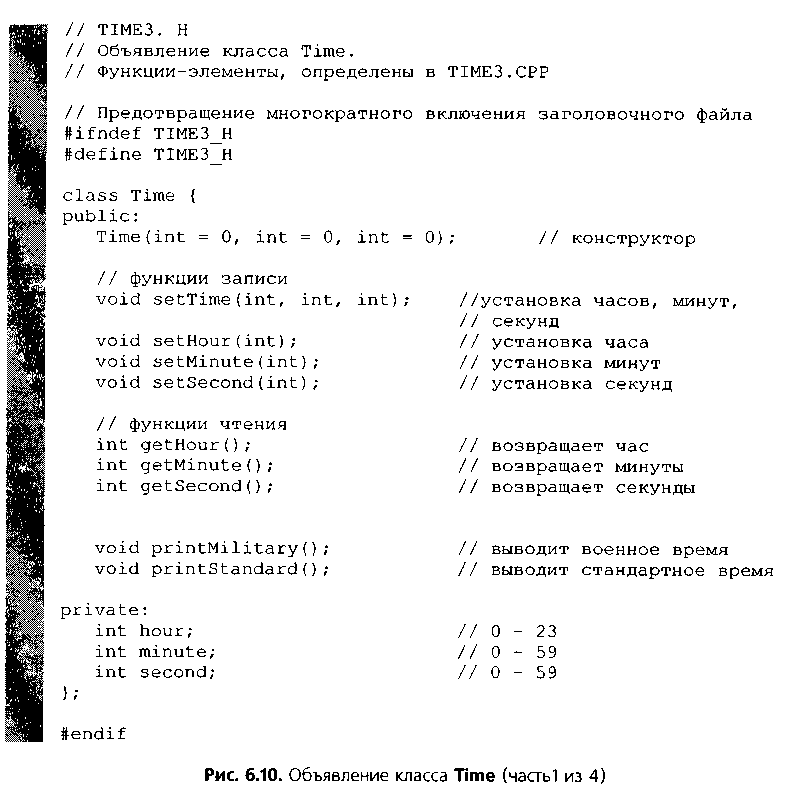 // TIME3. H
// Объявление класса Time.
// Функции-элементы, определены в TIME3.CPP
// Предотвращение многократного включения заголовочного файла
#ifndef TIME3_H
#define TIME3_H
class Time {
public:
Time(int = 0, int = 0, int = 0); // конструктор
// функции записи
void setTime(int, int, int); //установка часов, минут,
// секунд
void setHour(int); // установка часа
void setMinute(int); // установка минут
void setSecond(int); // установка секунд
// функции чтения
int getHour(); // возвращает час
int getMinute(); // возвращает минуты
int getSecond(); // возвращает секунды
void printMilitary(); // выводит военное время
void printStandard(); // выводит стандартное время
private:
int hour; // 0 - 23
int minute; // 0 - 59
int second; // 0 - 59
};
#endif
Рис. 6.10. Объявление класса Time (часть1 из 4)